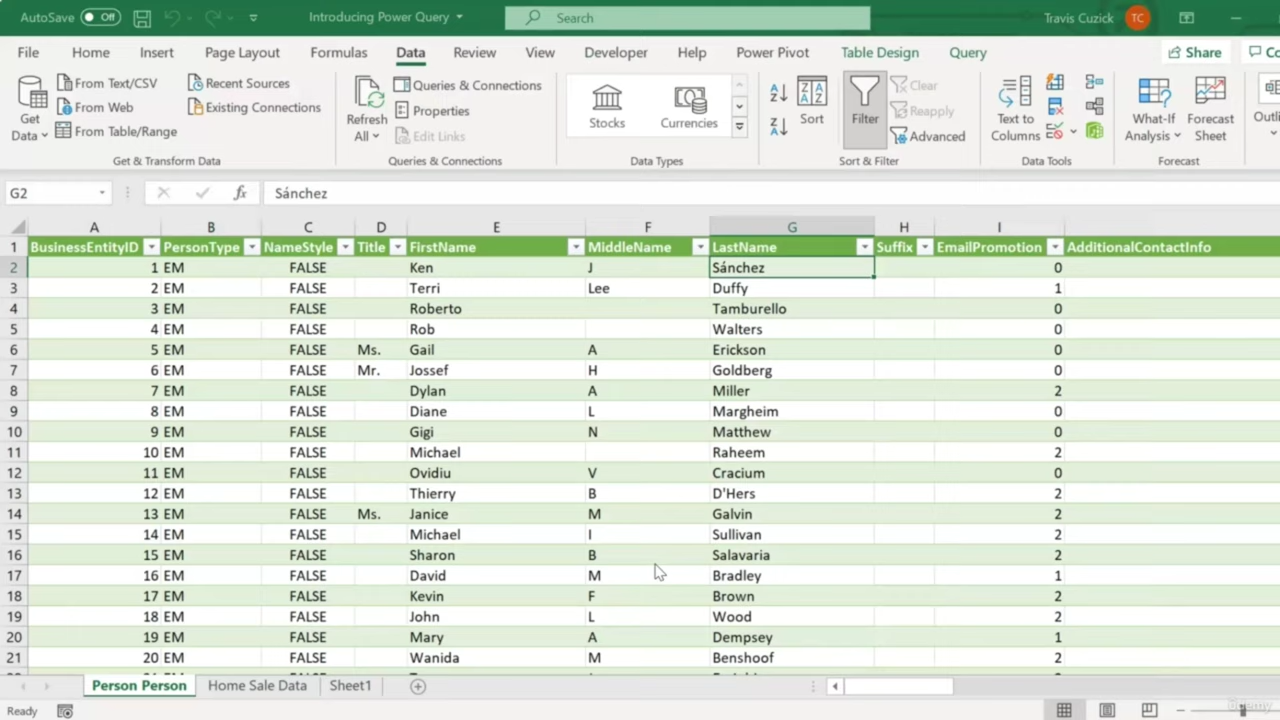 AutoSave Off Introducing Power Query Search Travis Cuzick TC
File Home Insert Page Layout Formulas Data Review View Developer Help Power Pivot Table Design Query Share Co
Get Data From Text/CSV From Web From Table/Range Recent Sources Existing Connections
Refresh All Queries & Connections Properties Edit Links
Stocks Currencies
Sort Filter Clear Reapply Advanced
Text to Columns
What-If Analysis Forecast Sheet Outli
Get & Transform Data Queries & Connections Data Types Sort & Filter Data Tools Forecast
G2 fx Sánchez
A B C D E F G H I
1 BusinessEntityID PersonType NameStyle Title FirstName MiddleName LastName Suffix EmailPromotion AdditionalContactInfo
2 1 EM FALSE Ken J Sánchez 0
3 2 EM FALSE Terri Lee Duffy 1
4 3 EM FALSE Roberto Tamburello 0
5 4 EM FALSE Rob Walters 0
6 5 EM FALSE Ms. Gail A Erickson 0
7 6 EM FALSE Mr. Jossef H Goldberg 0
8 7 EM FALSE Dylan A Miller 2
9 8 EM FALSE Diane L Margheim 0
10 9 EM FALSE Gigi N Matthew 0
11 10 EM FALSE Michael Raheem 2
12 11 EM FALSE Ovidiu V Cracium 0
13 12 EM FALSE Thierry B D'Hers 2
14 13 EM FALSE Ms. Janice M Galvin 2
15 14 EM FALSE Michael I Sullivan 2
16 15 EM FALSE Sharon B Salavaria 2
17 16 EM FALSE David M Bradley 1
18 17 EM FALSE Kevin F Brown 2
19 18 EM FALSE John L Wood 2
20 19 EM FALSE Mary A Dempsey 1
21 20 EM FALSE Wanida M Benshoof 2
Person Person Home Sale Data Sheet1
Ready ûdemy